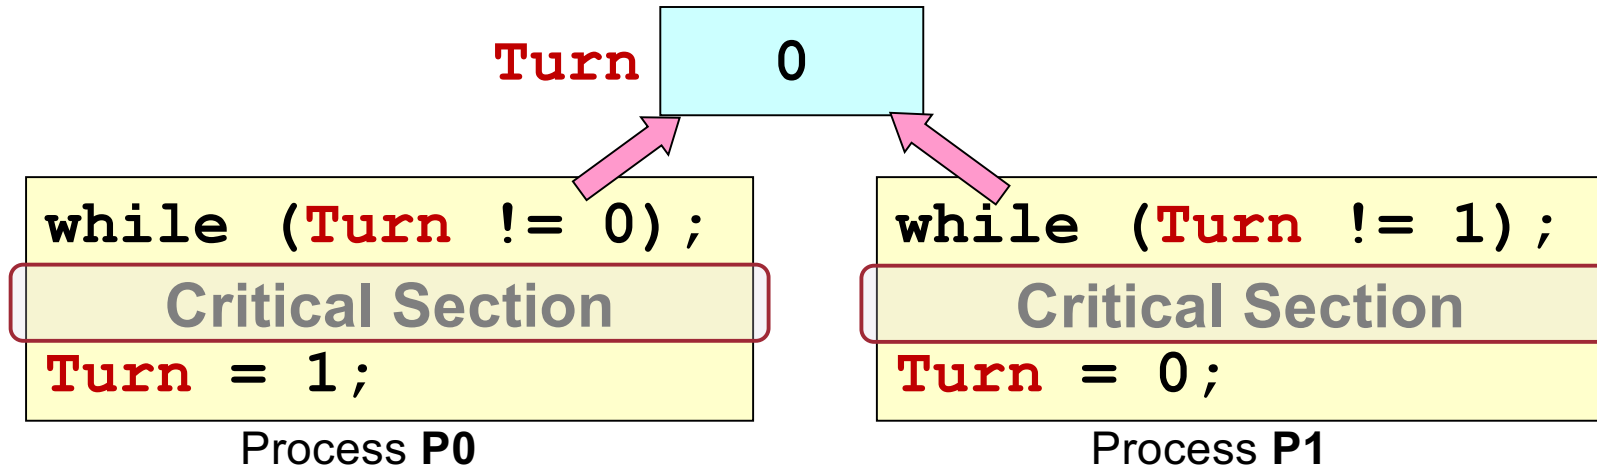 Turn 0
while (Turn != 0);
Critical Section
Turn = 1;
Process P0
while (Turn != 1);
Critical Section
Turn = 0;
Process P1